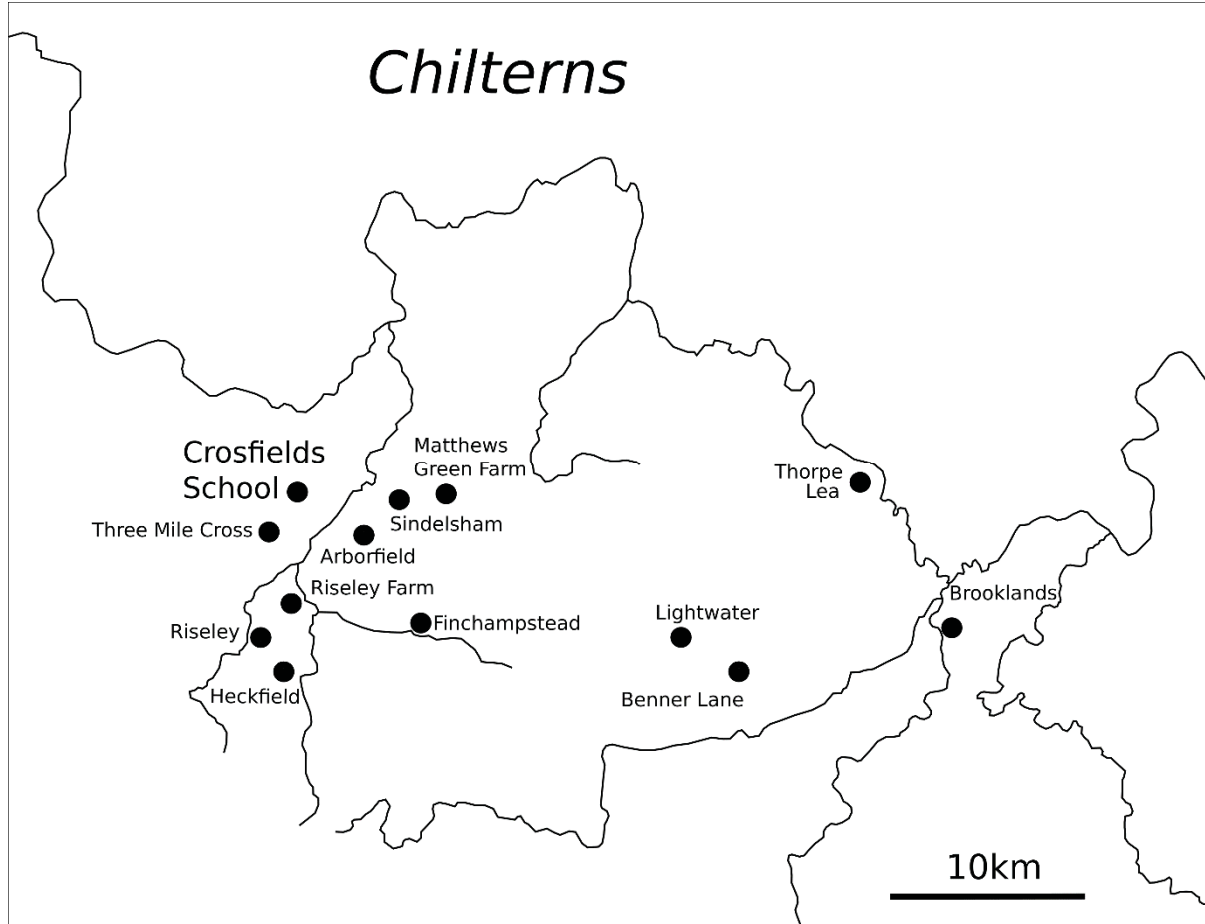 Chilterns
Crosfields
School
Matthews
Green Farm
Thorpe
Lea
Sindelsham
Three Mile Cross
Arborfield
Riseley Farm
Brooklands
Lightwater
Finchampstead
Riseley
Heckfield
Benner Lane
10km